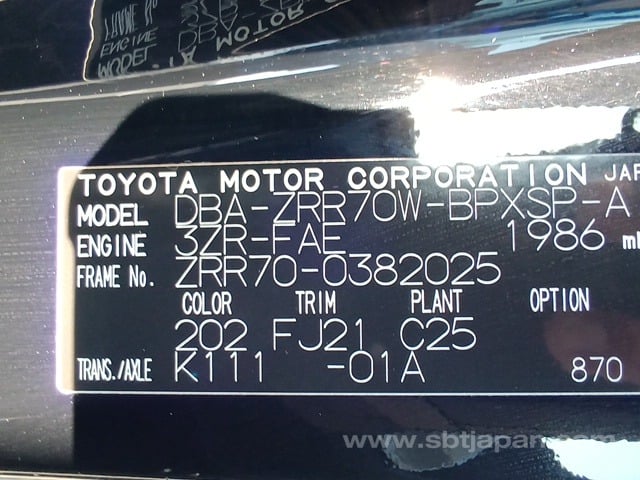 TOYOTA MOTOR CORPORATION JAP
MODEL DBA-ZRR70W-BPXSP-A
ENGINE 3ZR-FAE 1986 m
FRAME No. ZRR70-0382025
COLOR TRIM PLANT OPTION
202 FJ21 C25
TRANS./AXLE K111 -01A 870
www.sbtjapan.com